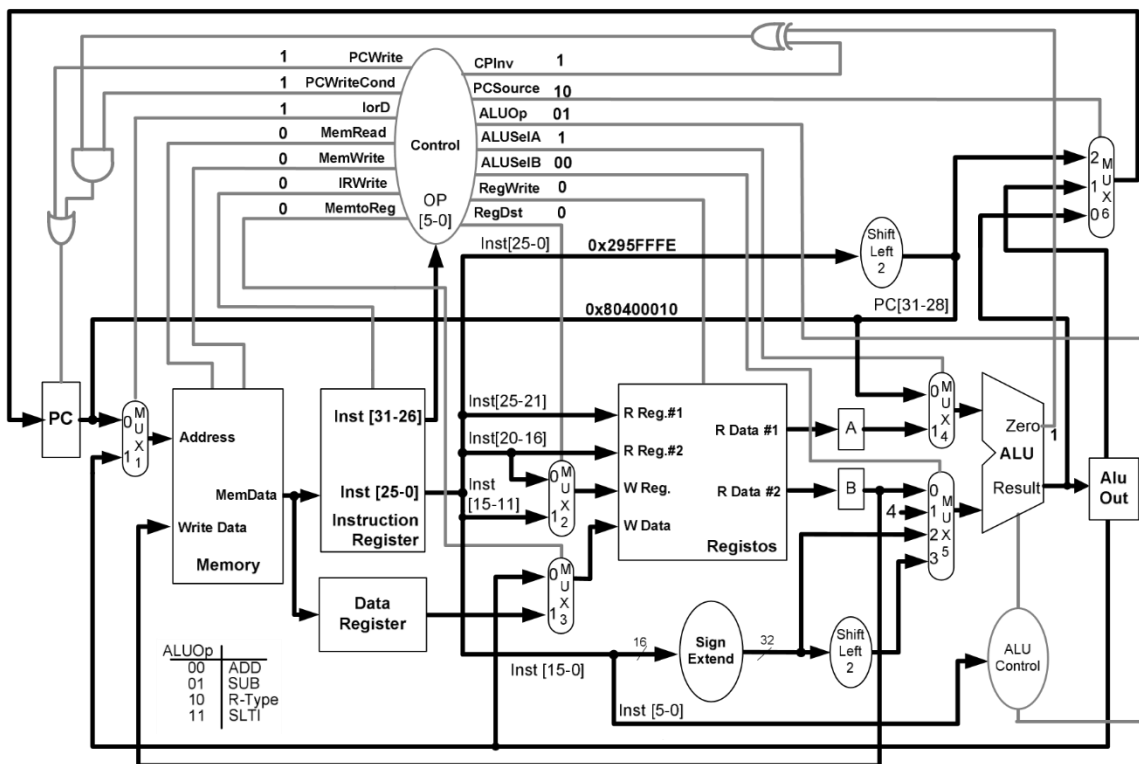 1 PCWrite
1 PCWriteCond
1 IorD
0 MemRead
0 MemWrite
0 IRWrite
0 MemtoReg
Control
OP
[5-0]
CPInv 1
PCSource 10
ALUOp 01
ALUSelA 1
ALUSelB 00
RegWrite 0
RegDst 0
Inst[25-0]
0x295FFFE
Shift
Left
2
2
1
0
M
U
X
6
PC[31-28]
0x80400010
PC
0
1
M
U
X
1
Address
MemData
Write Data
Memory
Inst [31-26]
Inst [25-0]
Instruction
Register
Data
Register
Inst[25-21]
Inst[20-16]
Inst
[15-11]
0
1
M
U
X
2
0
1
M
U
X
3
R Reg.#1
R Reg.#2
W Reg.
W Data
R Data #1
R Data #2
Registos
A
B
0
1
M
U
X
4
4
0
1
2
3
M
U
X
5
Zero
1
ALU
Result
Alu
Out
16
Sign
Extend
32
Shift
Left
2
ALU
Control
Inst [15-0]
Inst [5-0]
ALUOp
00 ADD
01 SUB
10 R-Type
11 SLTI